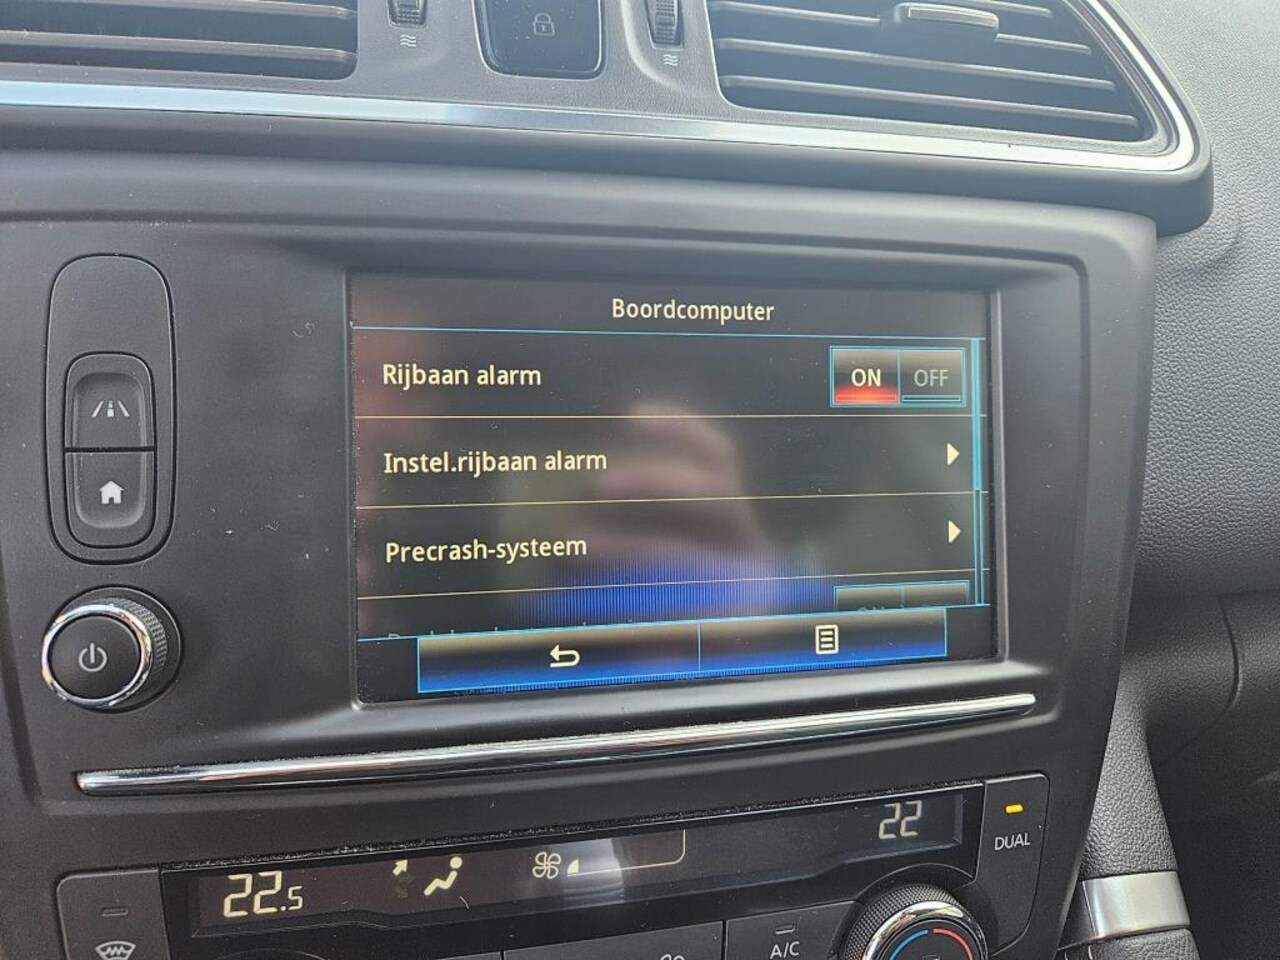 Boordcomputer
Rijbaan alarm
ON OFF
Instel.rijbaan alarm
Precrash-systeem
22
DUAL
22.5
A/C